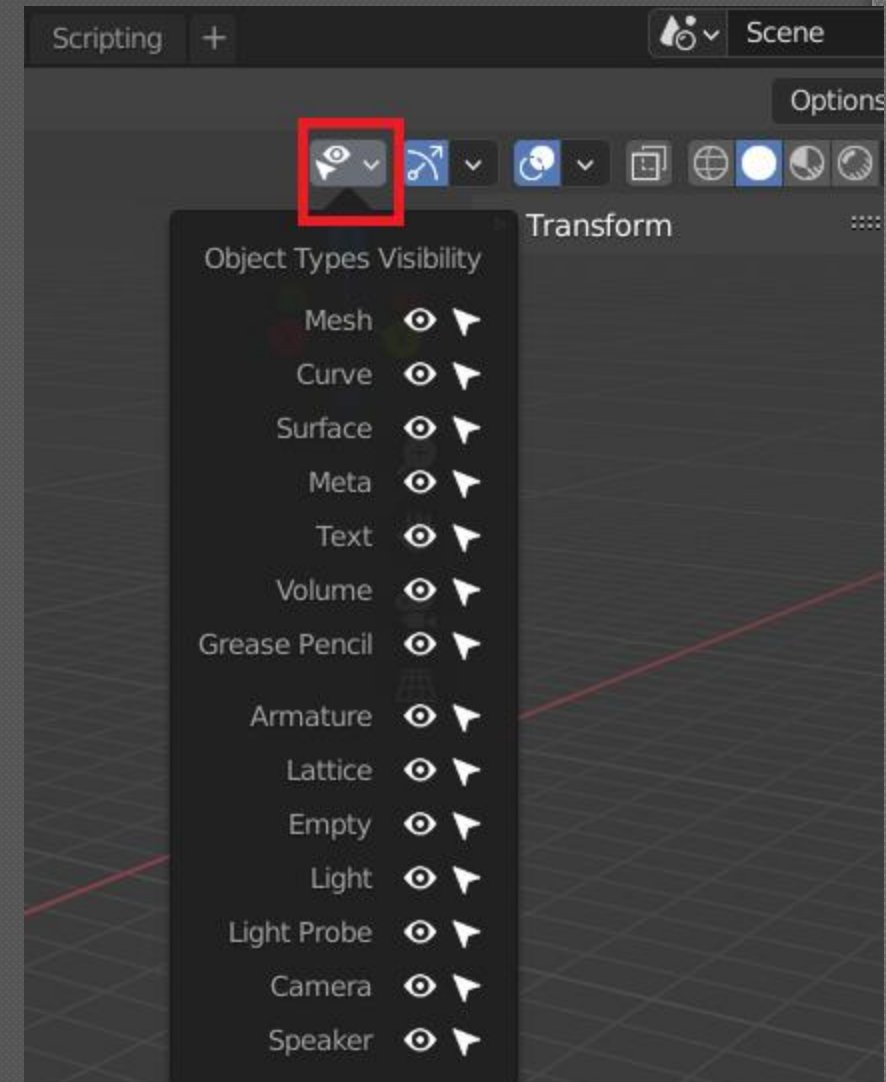 Scripting +
Scene
Options
Transform
Object Types Visibility
Mesh
Curve
Surface
Meta
Text
Volume
Grease Pencil
Armature
Lattice
Empty
Light
Light Probe
Camera
Speaker